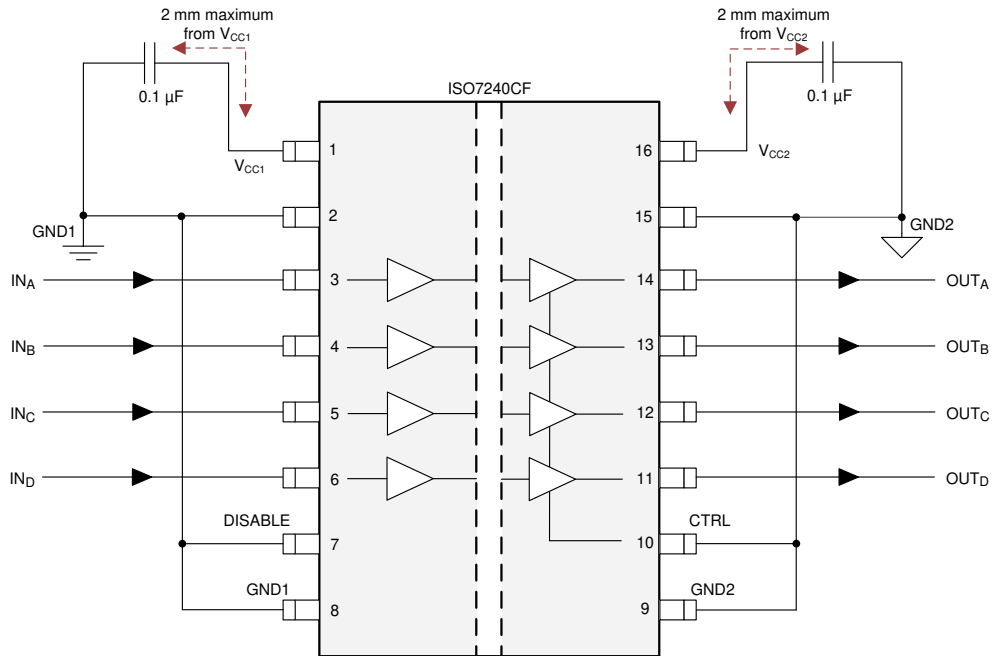 2 mm maximum
from VCC1
2 mm maximum
from VCC2
0.1 µF
0.1 µF
ISO7240CF
1
16
VCC1
VCC2
2
15
GND1
GND2
INA
3
14
OUTA
INB
4
13
OUTB
INC
5
12
OUTC
IND
6
11
OUTD
DISABLE
7
10
CTRL
GND1
8
9
GND2